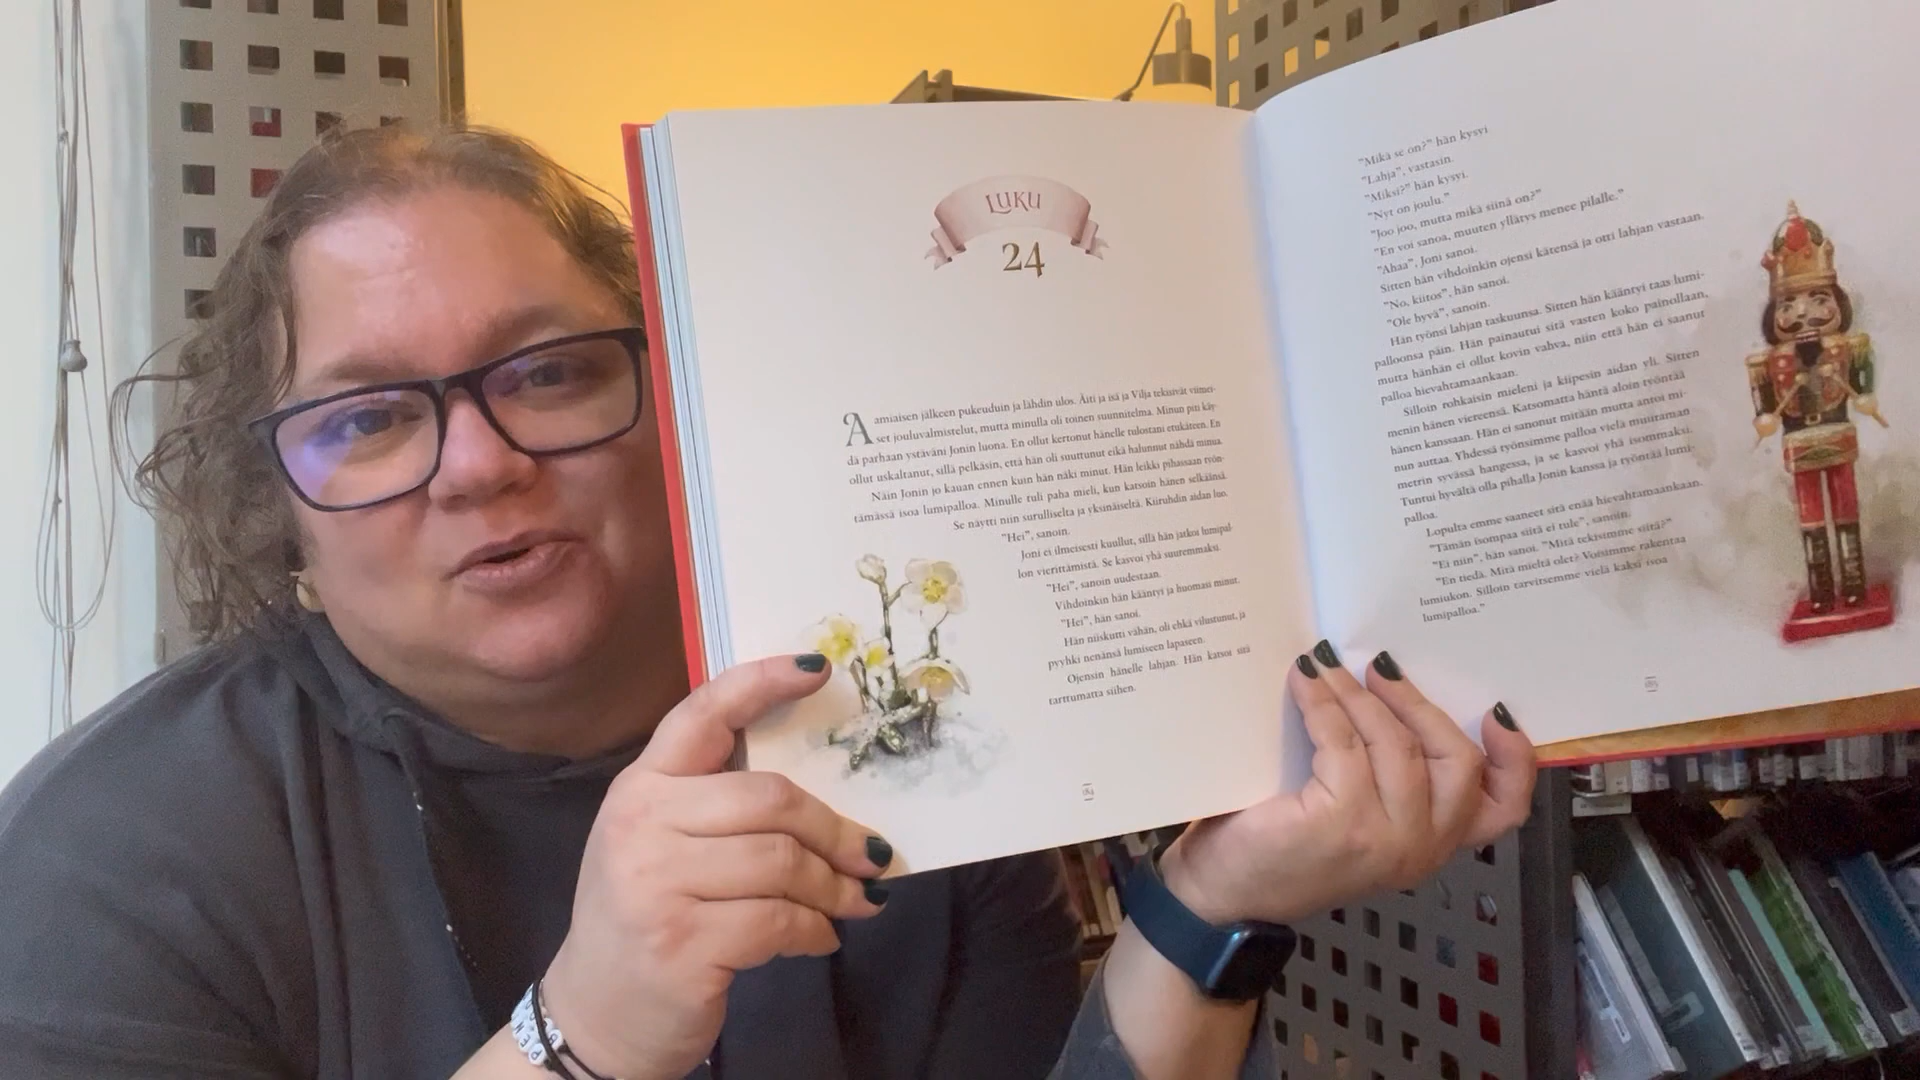 LUKU
24
Aamiaisen jälkeen pukeuduin ja lähdin ulos. Äiti ja isä ja Vilja tekisivät viimei-
set jouluvalmistelut, mutta minulla oli toinen suunnitelma. Minun piti käy-
dä parhaan ystäväni Jonin luona. En ollut kertonut hänelle tulostani etukäteen. En
ollut uskaltanut, sillä pelkäsin, että hän oli suuttunut eikä halunnut nähdä minua.
Näin Jonin jo kauan ennen kuin hän näki minut. Hän leikki pihassaan työn-
tämässä isoa lumipalloa. Minulle tuli paha mieli, kun katsoin hänen selkäänsä.
Se näytti niin surulliselta ja yksinäiseltä. Kiiruhdin aidan luo.
"Hei", sanoin.
Joni ei ilmeisesti kuullut, sillä hän jatkoi lumipal-
lon vierittämistä. Se kasvoi yhä suuremmaksi.
"Hei", sanoin uudestaan.
Vihdoinkin hän kääntyi ja huomasi minut.
"Hei", hän sanoi.
Hän niiskutti vähän, oli ehkä vilustunut, ja
pyyhki nenänsä lumiseen lapaseen.
Ojensin hänelle lahjan. Hän katsoi sitä
tarttumatta siihen.
184
"Mikä se on?" hän kysyi.
"Lahja", vastasin.
"Miksi?" hän kysyi.
"Nyt on joulu."
"Joo joo, mutta mikä siinä on?"
"En voi sanoa, muuten yllätys menee pilalle."
"Ahaa", Joni sanoi.
Sitten hän vihdoinkin ojensi kätensä ja otti lahjan vastaan.
"No, kiitos", hän sanoi.
"Ole hyvä", sanoin.
Hän työnsi lahjan taskuunsa. Sitten hän kääntyi taas lumi-
palloonsa päin. Hän painautui sitä vasten koko painollaan,
mutta hänhän ei ollut kovin vahva, niin että hän ei saanut
palloa hievahtamaankaan.
Silloin rohkaisin mieleni ja kiipesin aidan yli. Sitten
menin hänen viereensä. Katsomatta häntä aloin työntää
hänen kanssaan. Hän ei sanonut mitään mutta antoi mi-
nun auttaa. Yhdessä työnsimme palloa vielä muutaman
metrin syvässä hangessa, ja se kasvoi yhä isommaksi.
Tuntui hyvältä olla pihalla Jonin kanssa ja työntää lumi-
palloa.
Lopulta emme saaneet sitä enää hievahtamaankaan.
"Tämän isompaa siitä ei tule", sanoin.
"Ei niin", hän sanoi. "Mitä tekisimme siitä?"
"En tiedä. Mitä mieltä olet? Voisimme rakentaa
lumiukon. Silloin tarvitsemme vielä kaksi isoa
lumipalloa."